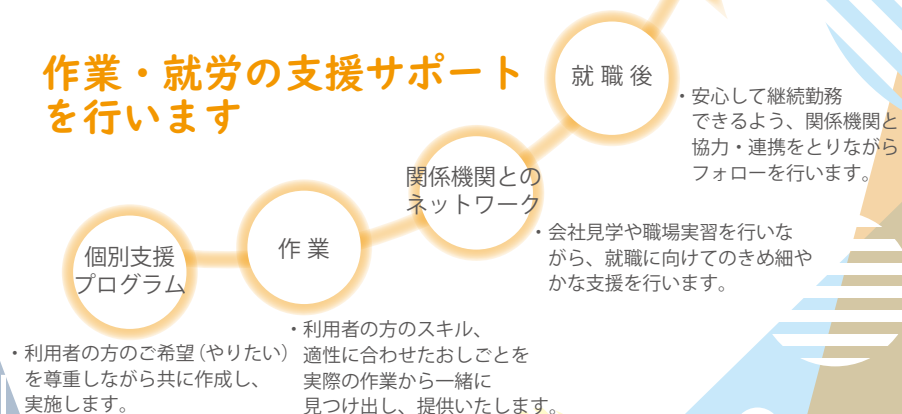 作業・就労の支援サポート
を行います
個別支援
プログラム
・利用者の方のご希望(やりたい)
を尊重しながら共に作成し、
実施します。
作 業
・利用者の方のスキル、
適性に合わせたおしごとを
実際の作業から一緒に
見つけ出し、提供いたします。
関係機関との
ネットワーク
・会社見学や職場実習を行いな
がら、就職に向けてのきめ細や
かな支援を行います。
就 職 後
・安心して継続勤務
できるよう、関係機関と
協力・連携をとりながら
フォローを行います。